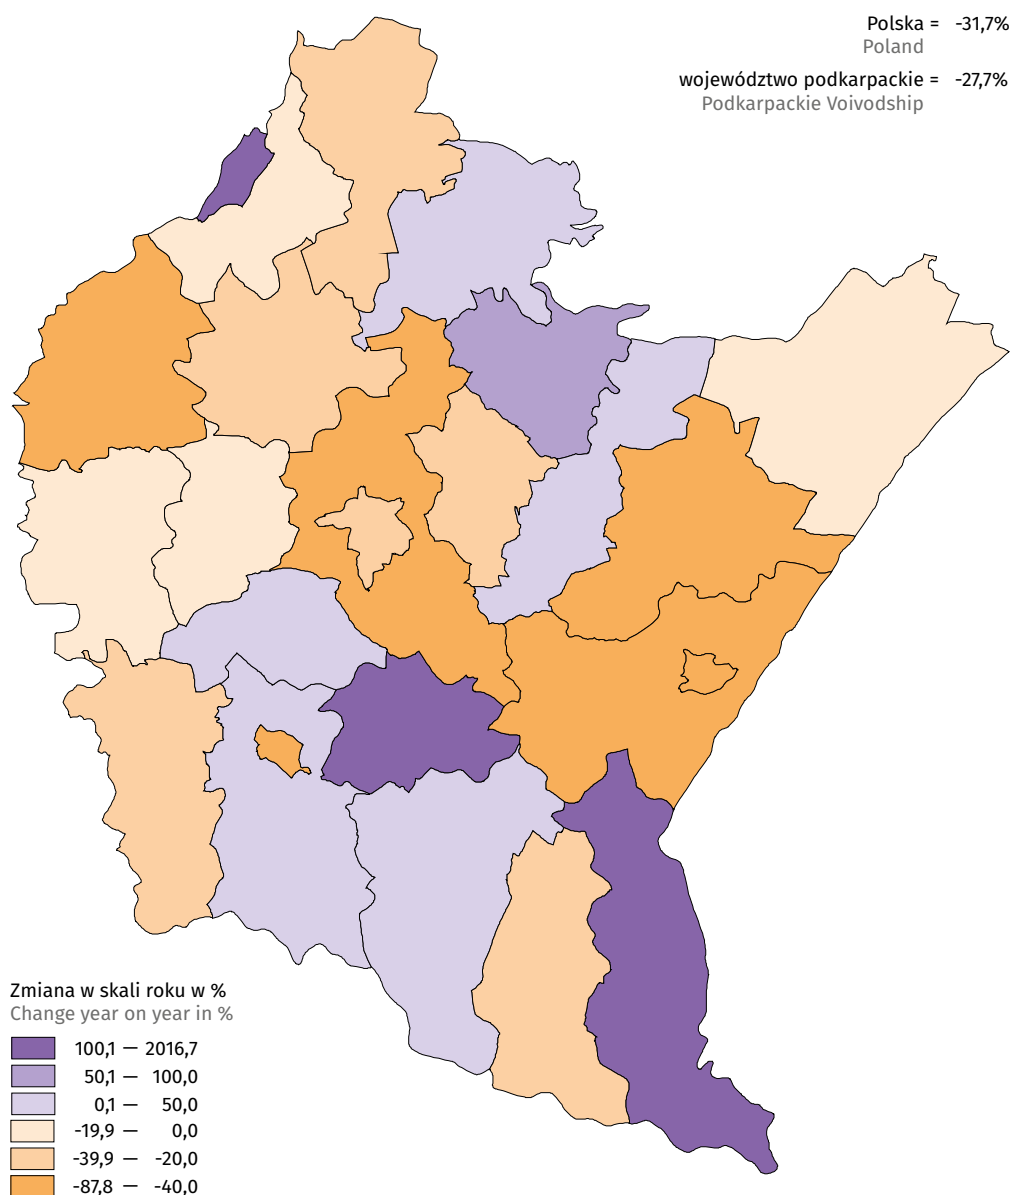 Polska = -31,7%
Poland
województwo podkarpackie = -27,7%
Podkarpackie Voivodship
Zmiana w skali roku w %
Change year on year in %
100,1 — 2016,7
50,1 — 100,0
0,1 — 50,0
-19,9 — 0,0
-39,9 — -20,0
-87,8 — -40,0